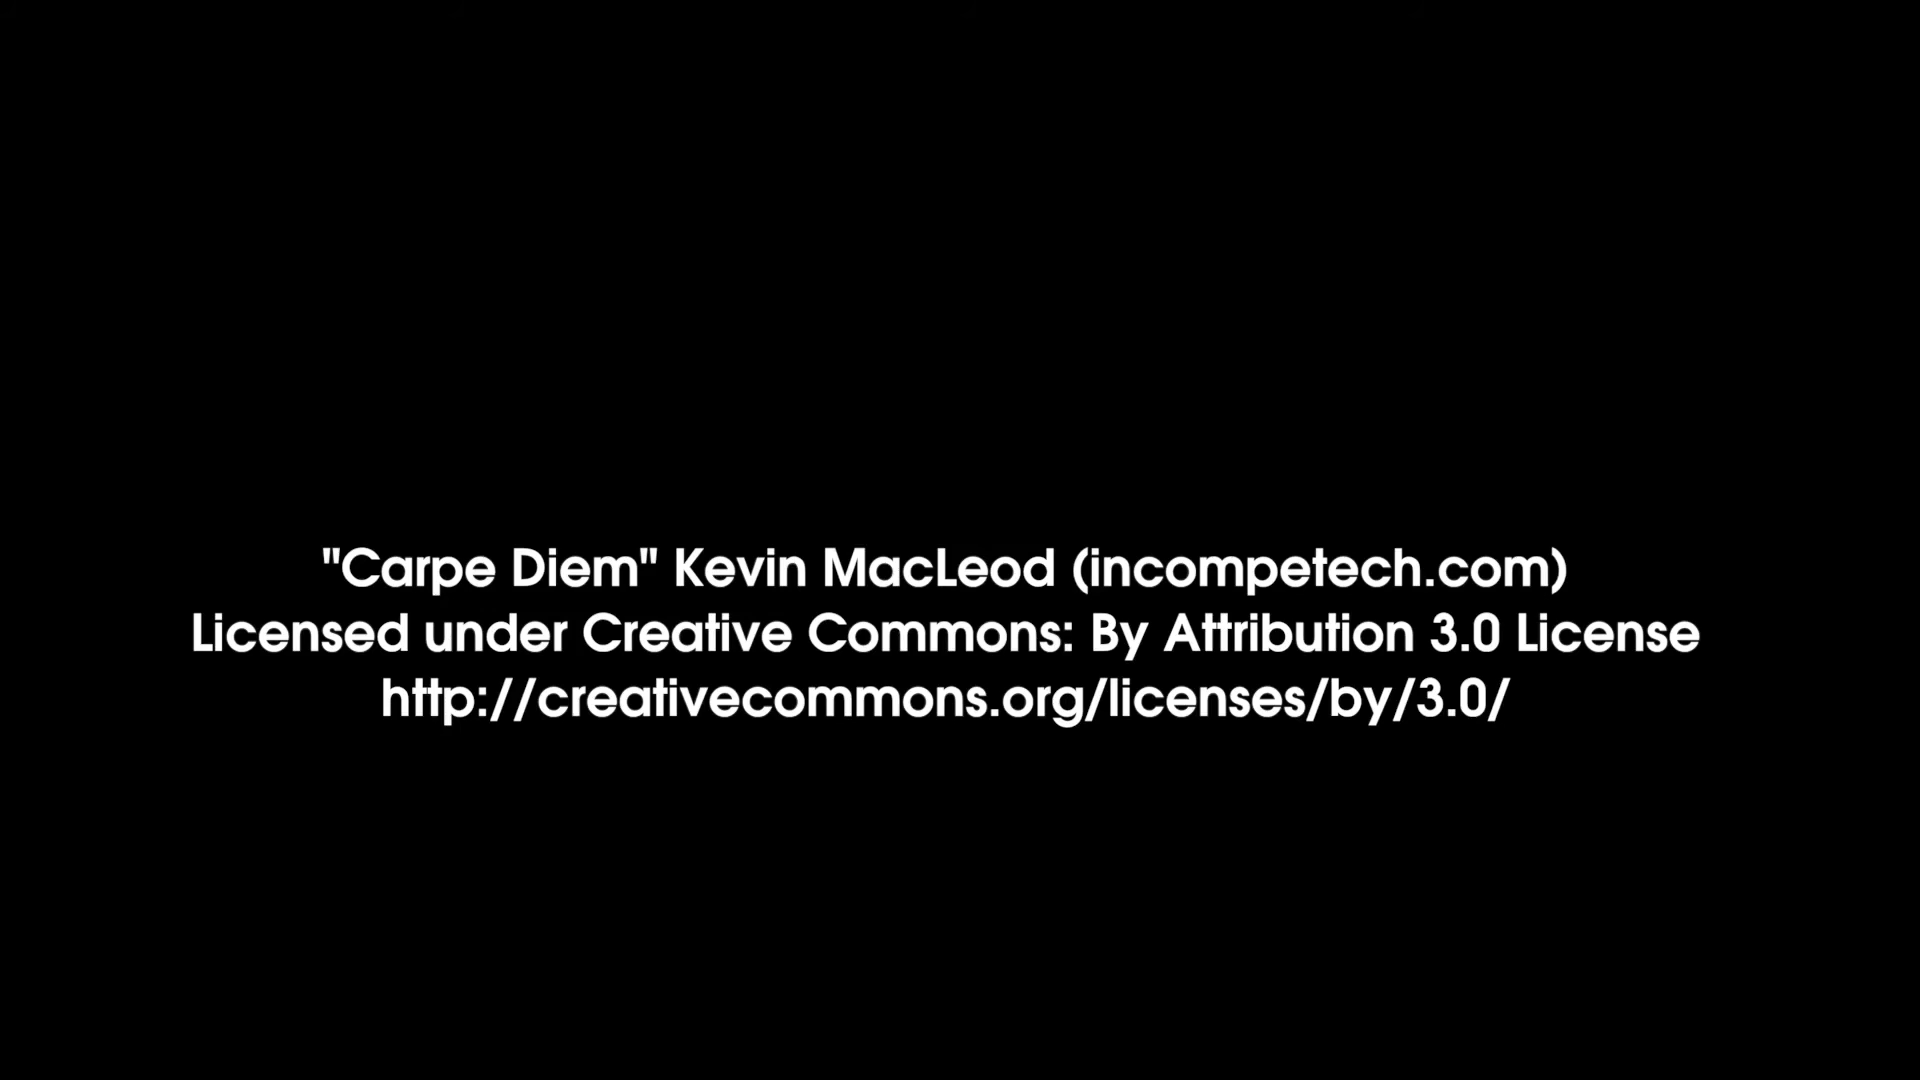 "Carpe Diem" Kevin MacLeod (incompetech.com)
Licensed under Creative Commons: By Attribution 3.0 License
http://creativecommons.org/licenses/by/3.0/